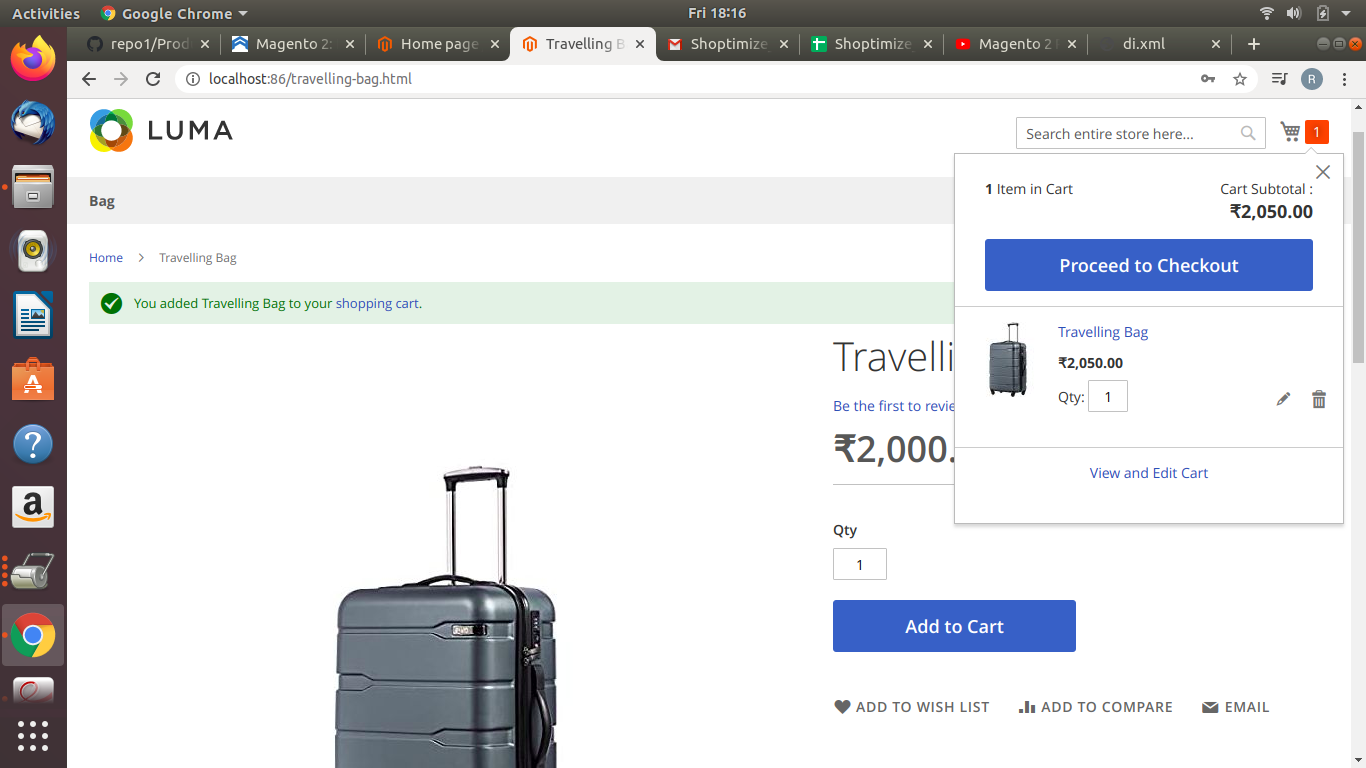 Activities
Google Chrome
Fri 18:16
repo1/Prod
Magento 2:
Home page
Travelling B
Shoptimize
Shoptimize
Magento 2
di.xml
localhost:86/travelling-bag.html
R
LUMA
Search entire store here...
1
Bag
1 Item in Cart
Cart Subtotal :
₹2,050.00
Proceed to Checkout
Home
Travelling Bag
You added Travelling Bag to your shopping cart.
Travelling Bag
₹2,050.00
Qty: 1
View and Edit Cart
Travelli
Be the first to revie
₹2,000.
Qty
1
Add to Cart
ADD TO WISH LIST
ADD TO COMPARE
EMAIL